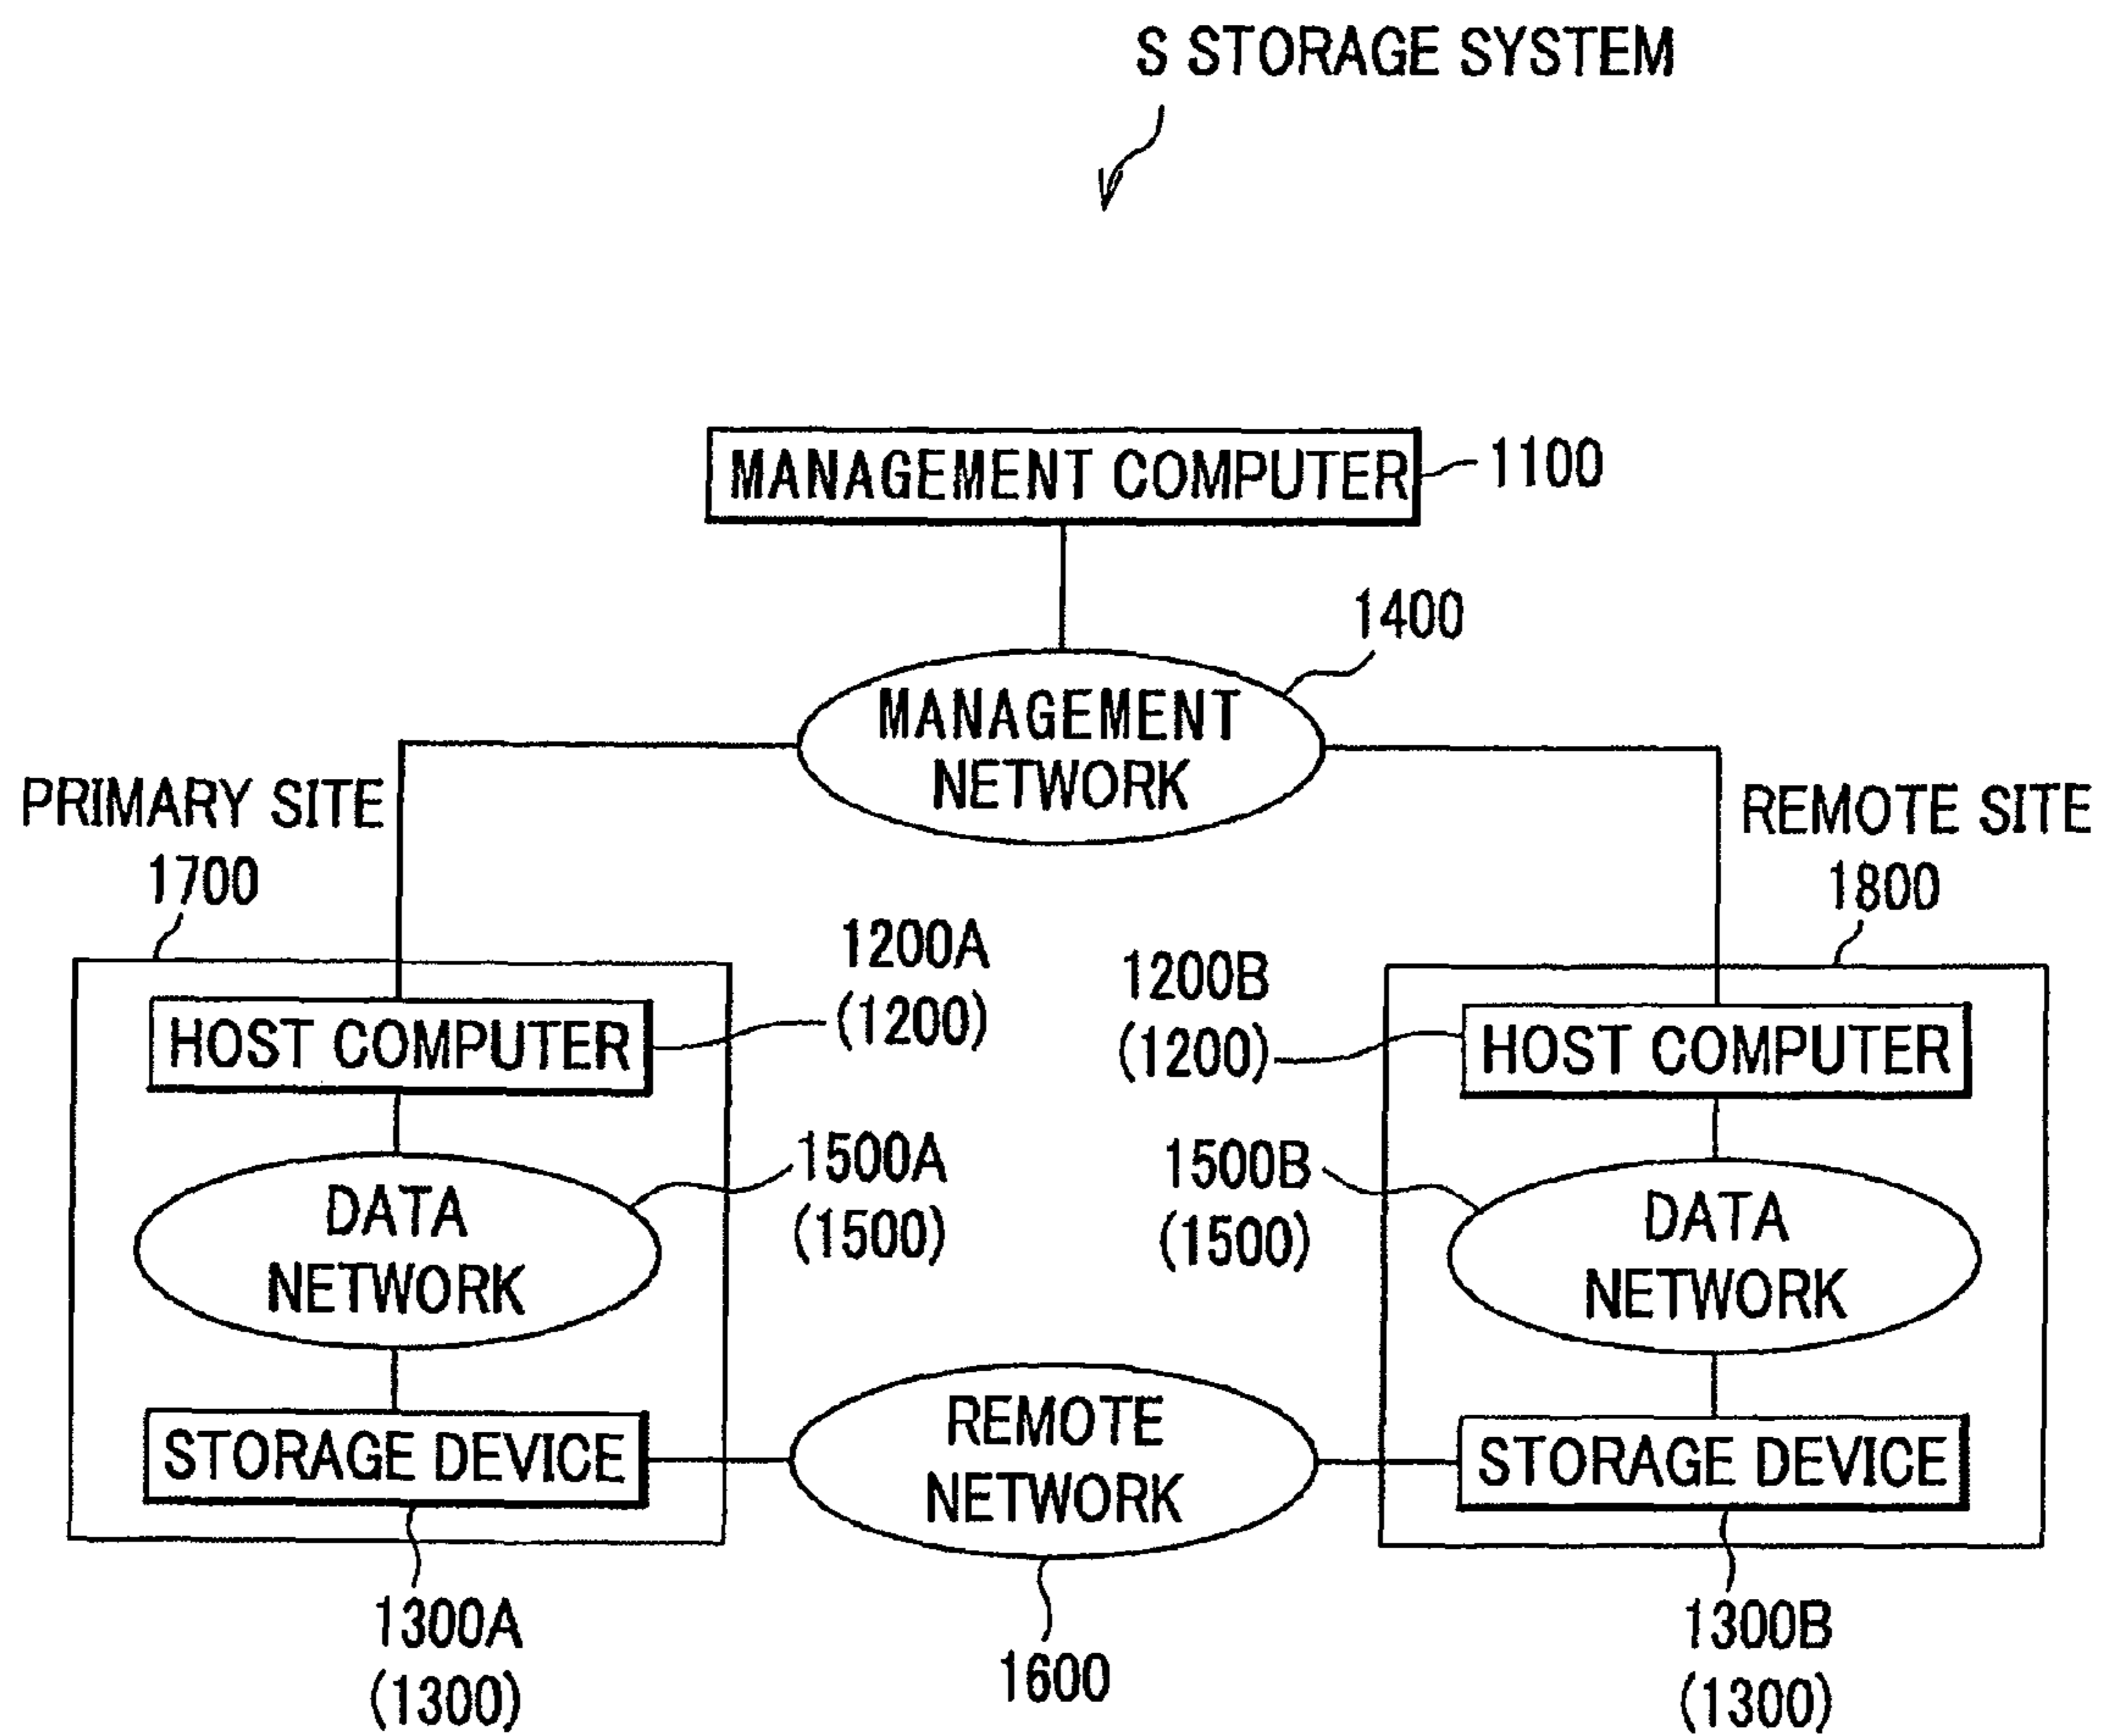 S STORAGE SYSTEM
MANAGEMENT COMPUTER
1100
1400
MANAGEMENT
NETWORK
PRIMARY SITE
1700
REMOTE SITE
1800
1200A
(1200)
1200B
(1200)
HOST COMPUTER
HOST COMPUTER
1500A
(1500)
1500B
(1500)
DATA
NETWORK
DATA
NETWORK
STORAGE DEVICE
REMOTE
NETWORK
STORAGE DEVICE
1300A
(1300)
1600
1300B
(1300)